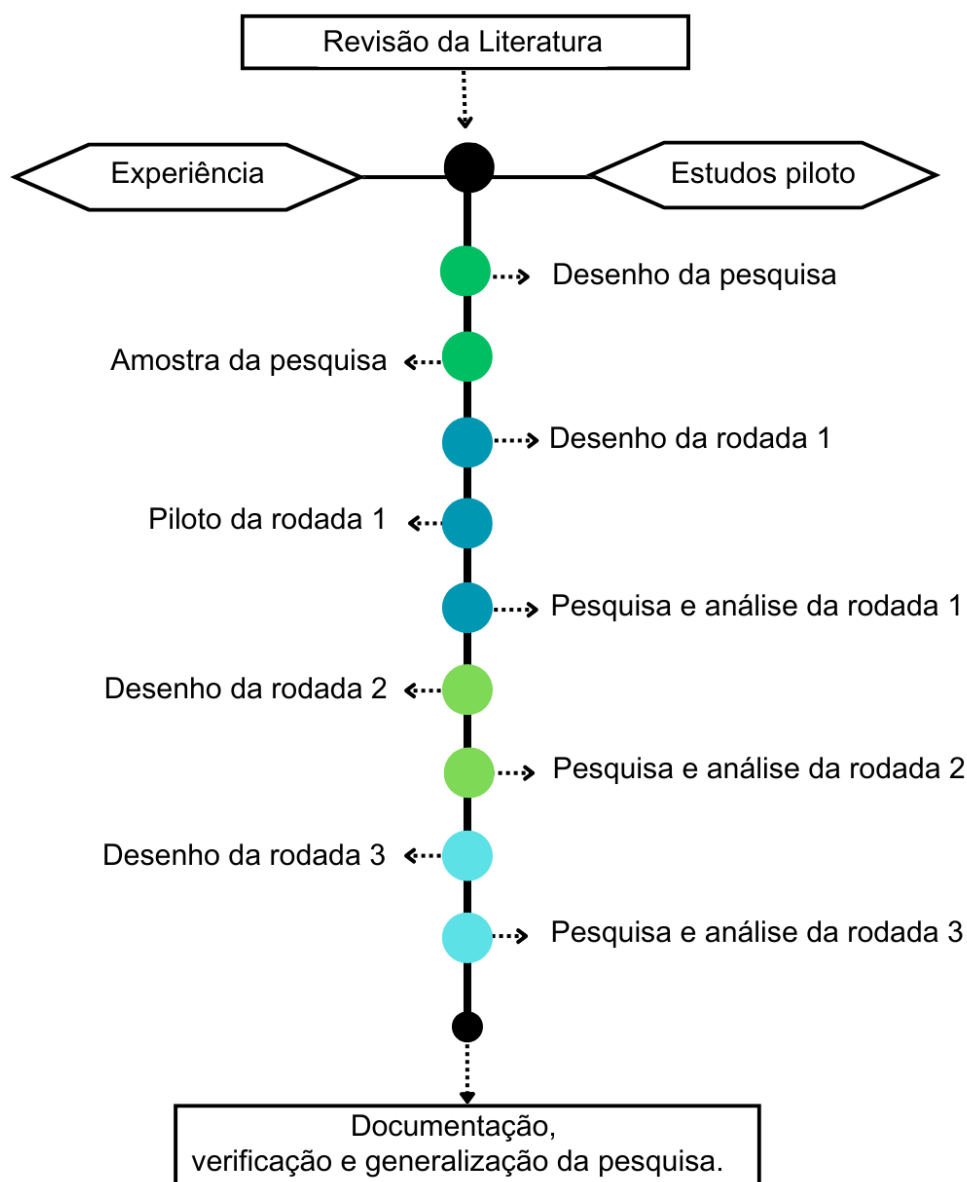 Revisão da Literatura
Experiência
Estudos piloto
Desenho da pesquisa
Amostra da pesquisa
Desenho da rodada 1
Piloto da rodada 1
Pesquisa e análise da rodada 1
Desenho da rodada 2
Pesquisa e análise da rodada 2
Desenho da rodada 3
Pesquisa e análise da rodada 3
Documentação,
verificação e generalização da pesquisa.